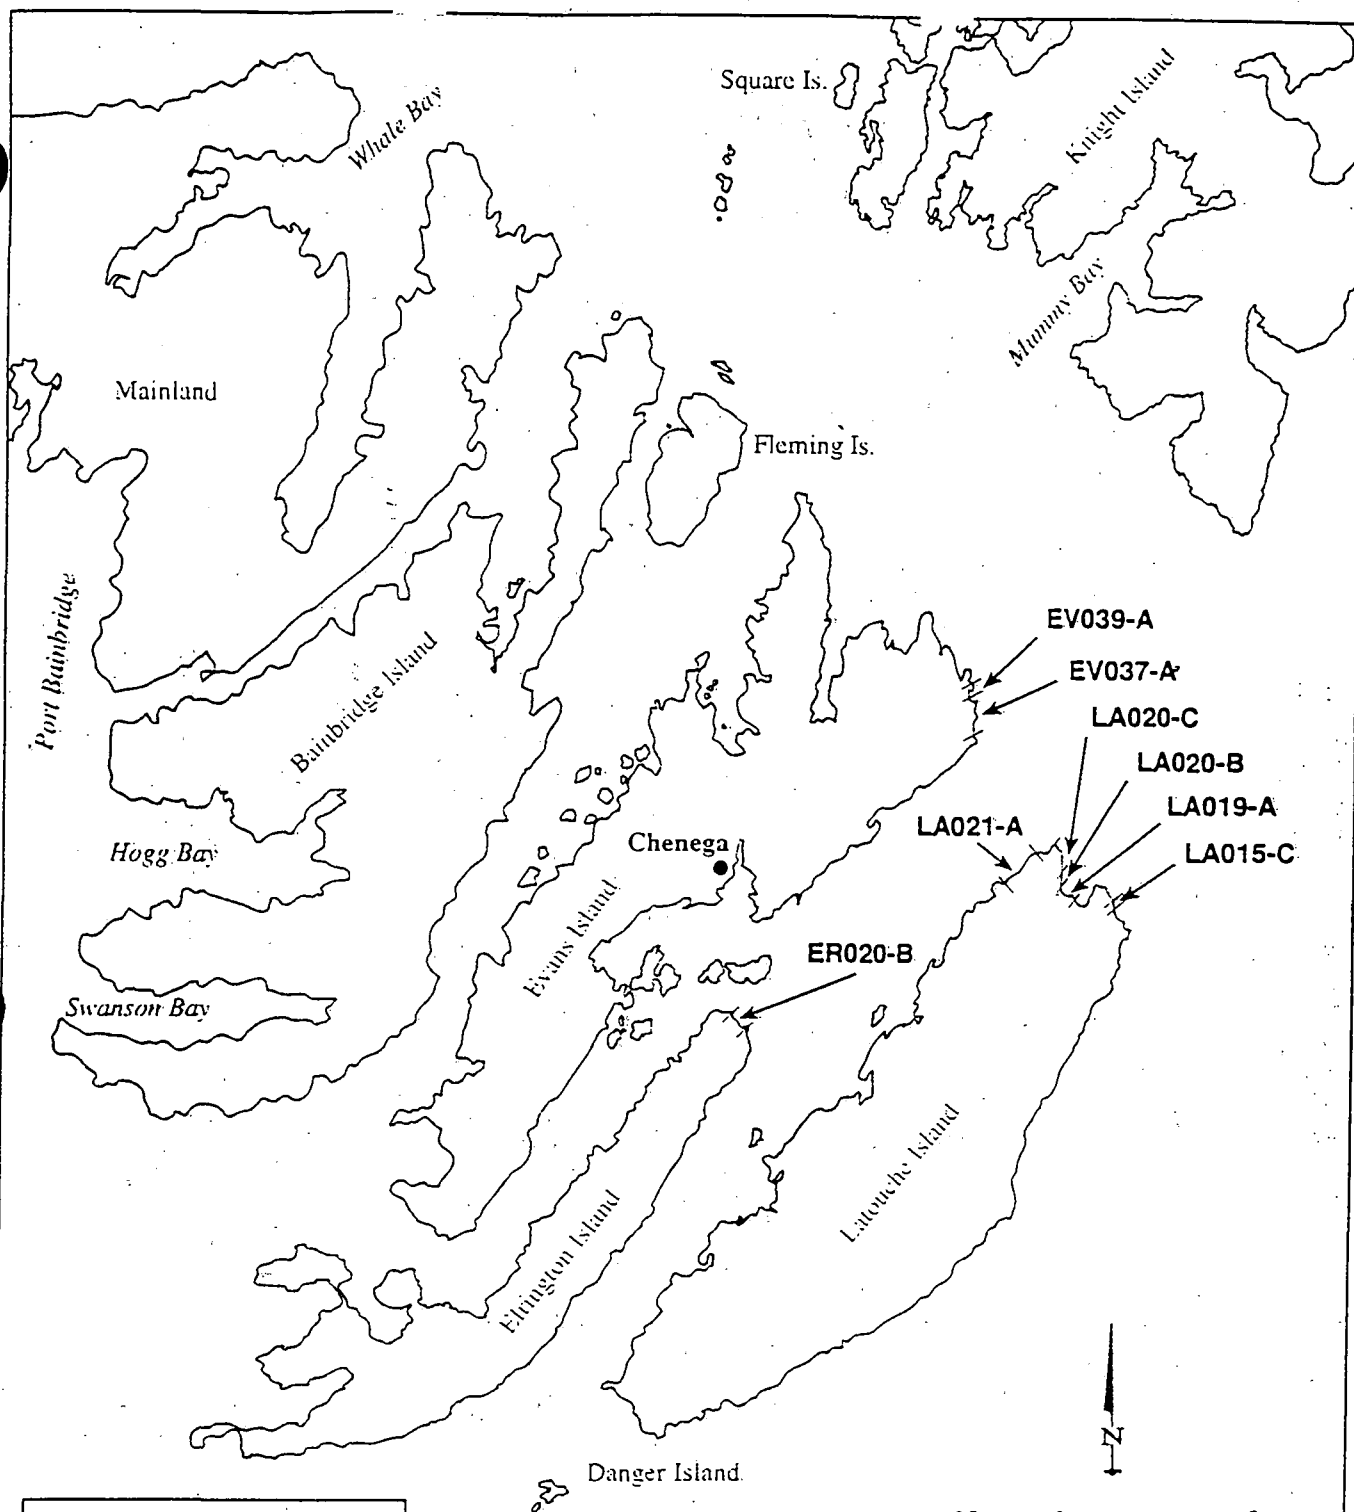 Square Is.
Knight Island
Whale Bay
Mummy Bay
Mainland
Fleming Is.
Port Bainbridge
EV039-A
Bainbridge Island
EV037-A
LA020-C
LA020-B
LA019-A
LA021-A
LA015-C
Chenega
Hogg Bay
Evans Island
ER020-B
Swanson Bay
Latouche Island
Elrington Island
N
Danger Island